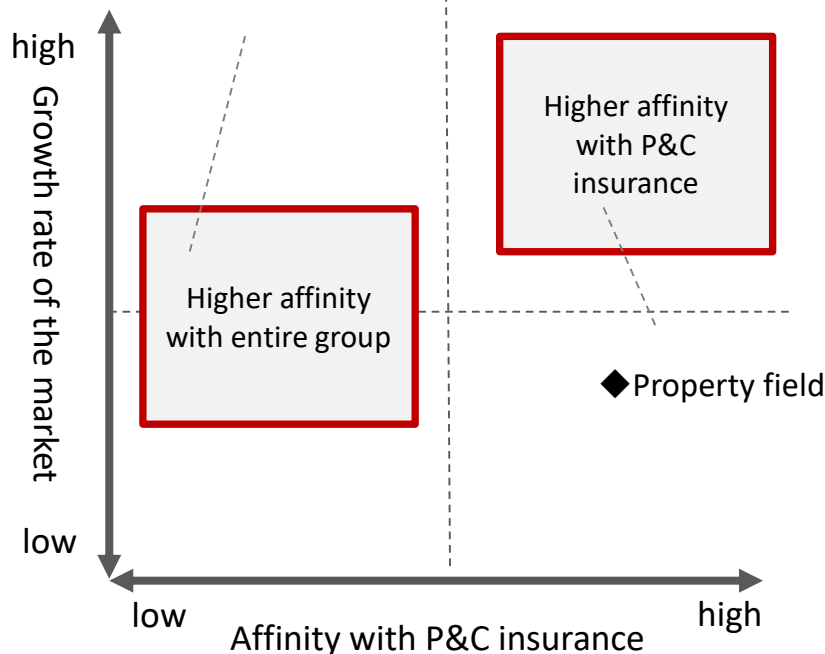 high
Growth rate of the market
low
Higher affinity
with P&C
insurance
Higher affinity
with entire group
Property field
low
high
Affinity with P&C insurance